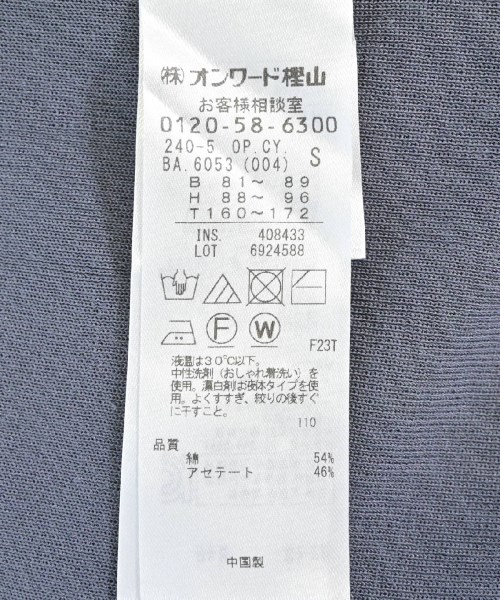 (株)オンワード樫山
お客様相談室
0120-58-6300
240-5 OP.CY.
BA.6053(004) S
B 81〜 89
H 88〜 96
T160〜172
INS. 408433
LOT 6924588
F W
F23T
液温は30℃以下。
中性洗剤(おしゃれ着洗い)を
使用。漂白剤は液体タイプを使
用。よくすすぎ、絞りの後すぐ
に干すこと。
110
品質
綿 54%
アセテート 46%
中国製